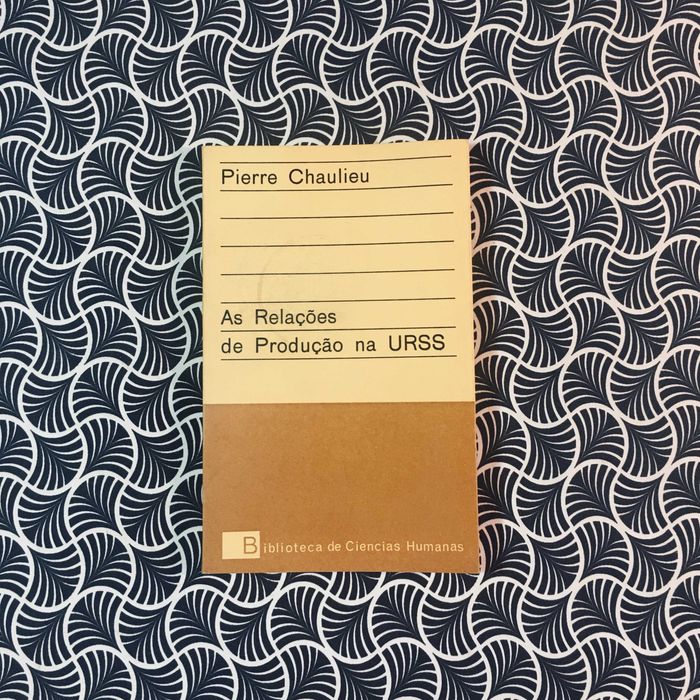 Pierre Chaulieu
As Relações
de Produção na URSS
Biblioteca de Ciencias Humanas